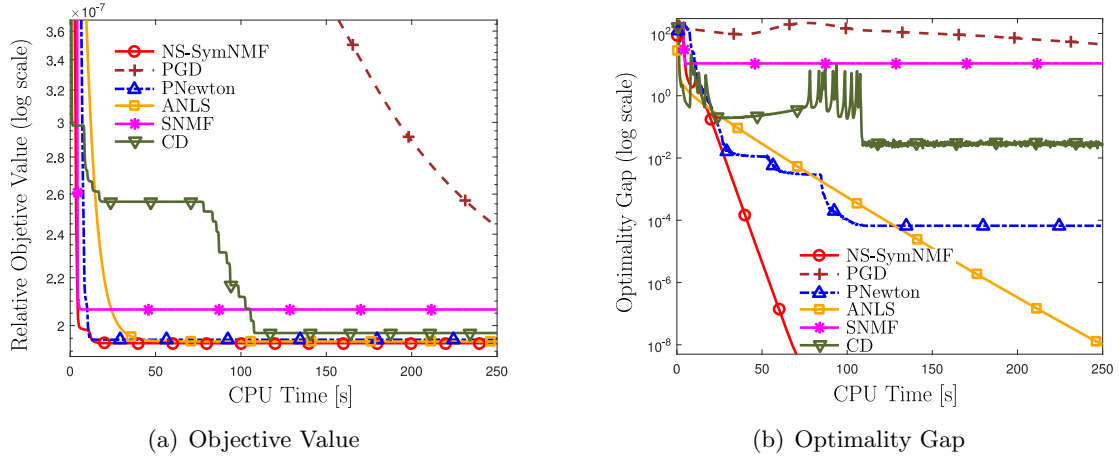 ×10⁻⁷
3.6
3.4
3.2
3
2.8
2.6
2.4
2.2
2
0
50
100
150
200
250
Relative Objetive Value (log scale)
CPU Time [s]
NS-SymNMF
PGD
PNewton
ANLS
SNMF
CD
(a) Objective Value
10²
10⁰
10⁻²
10⁻⁴
10⁻⁶
10⁻⁸
0
50
100
150
200
250
Optimality Gap (log scale)
CPU Time [s]
NS-SymNMF
PGD
PNewton
ANLS
SNMF
CD
(b) Optimality Gap